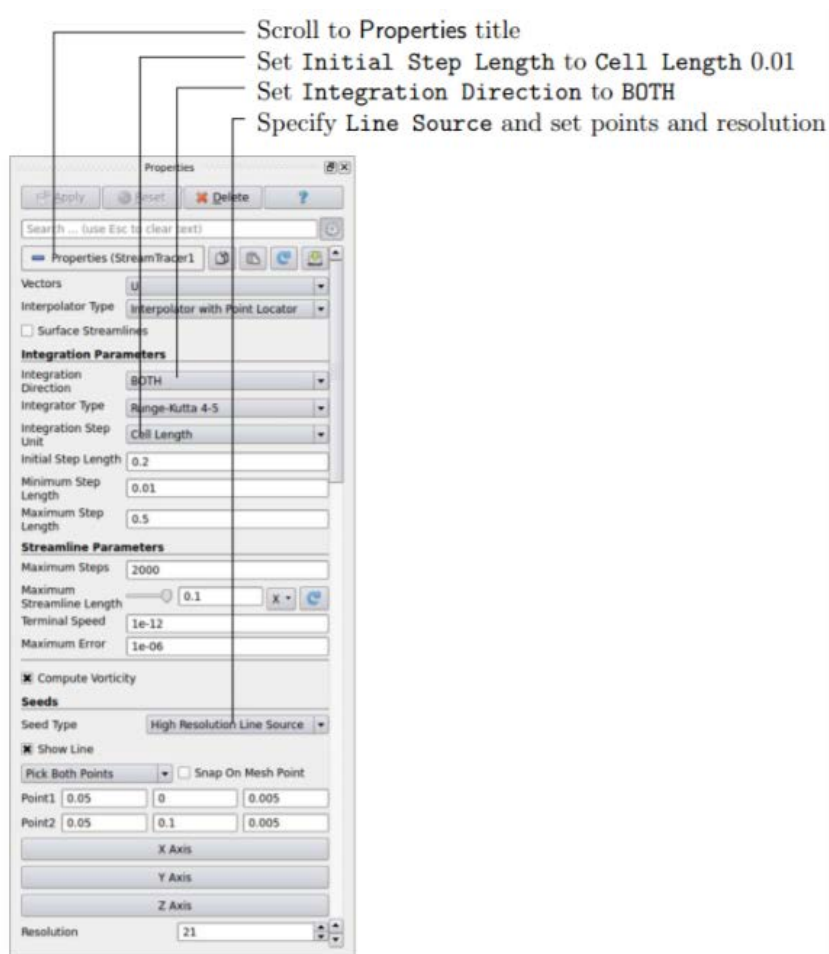 Scroll to Properties title
Set Initial Step Length to Cell Length 0.01
Set Integration Direction to BOTH
Specify Line Source and set points and resolution
Properties
Apply Reset Delete ?
Search ... (use Esc to clear text)
Properties (StreamTracer1
Vectors U
Interpolator Type Interpolator with Point Locator
Surface Streamlines
Integration Parameters
Integration Direction BOTH
Integrator Type Runge-Kutta 4-5
Integration Step Unit Cell Length
Initial Step Length 0.2
Minimum Step Length 0.01
Maximum Step Length 0.5
Streamline Parameters
Maximum Steps 2000
Maximum Streamline Length 0.1 X
Terminal Speed 1e-12
Maximum Error 1e-06
Compute Vorticity
Seeds
Seed Type High Resolution Line Source
Show Line
Pick Both Points Snap On Mesh Point
Point1 0.05 0 0.005
Point2 0.05 0.1 0.005
X Axis
Y Axis
Z Axis
Resolution 21